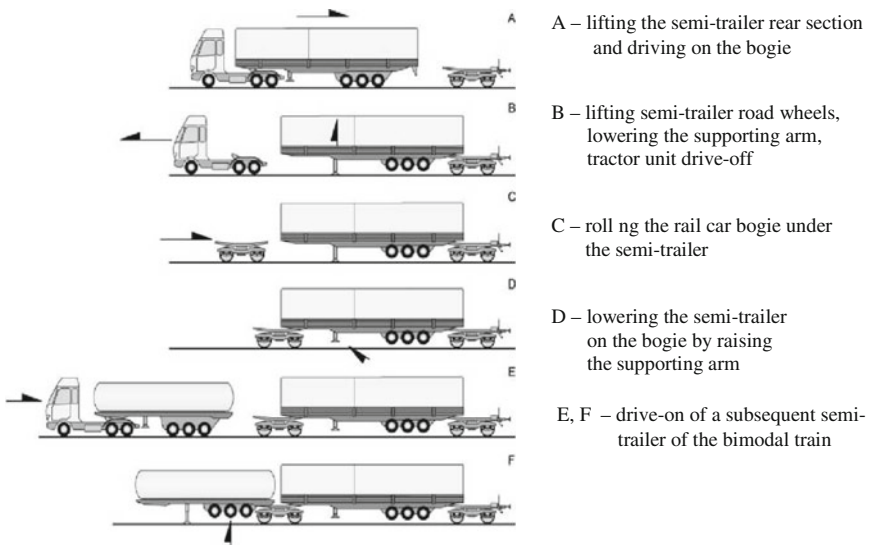 A
A – lifting the semi-trailer rear section
and driving on the bogie
B
B – lifting semi-trailer road wheels,
lowering the supporting arm,
tractor unit drive-off
C
C – roll ng the rail car bogie under
the semi-trailer
D
D – lowering the semi-trailer
on the bogie by raising
the supporting arm
E
E, F – drive-on of a subsequent semi-
trailer of the bimodal train
F